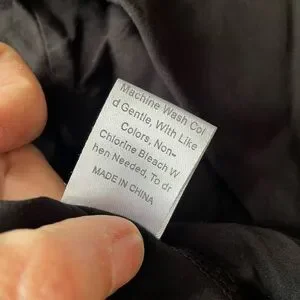 Machine Wash Col
d Gentle, With Like
Colors, Non-
Chlorine Bleach W
hen Needed, To dr
MADE IN CHINA